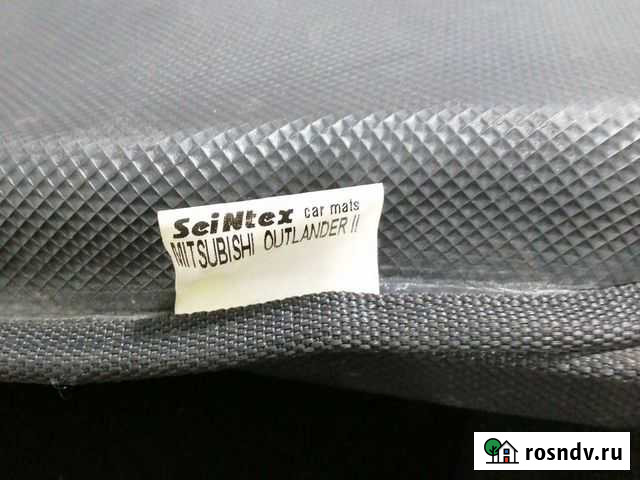 SeiNtex car mats
MITSUBISHI OUTLANDER II
rosndv.ru